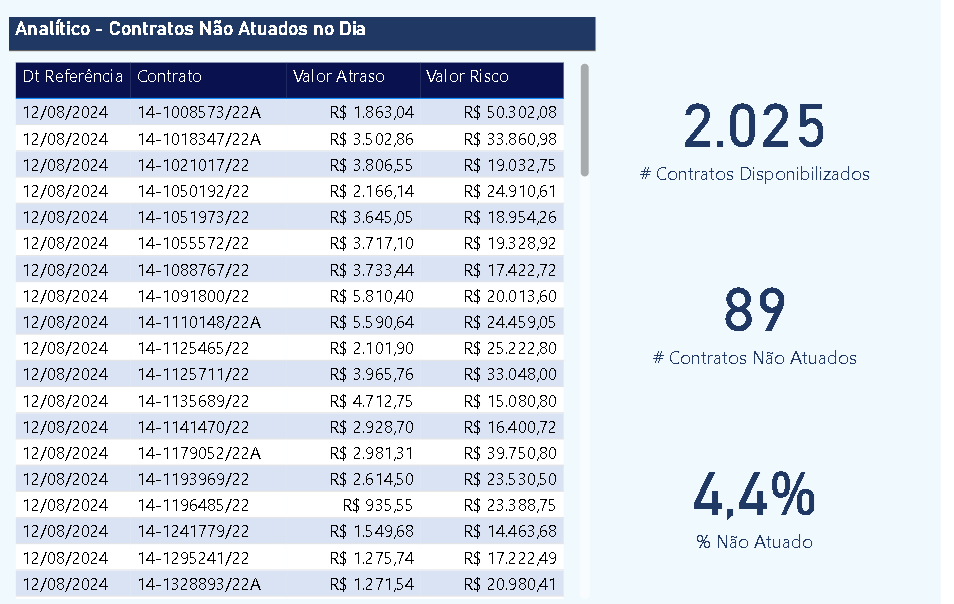 Analítico - Contratos Não Atuados no Dia
Dt Referência Contrato Valor Atraso Valor Risco
12/08/2024 14-1008573/22A R$ 1.863,04 R$ 50.302,08
12/08/2024 14-1018347/22A R$ 3.502,86 R$ 33.860,98
12/08/2024 14-1021017/22 R$ 3.806,55 R$ 19.032,75
12/08/2024 14-1050192/22 R$ 2.166,14 R$ 24.910,61
12/08/2024 14-1051973/22 R$ 3.645,05 R$ 18.954,26
12/08/2024 14-1055572/22 R$ 3.717,10 R$ 19.328,92
12/08/2024 14-1088767/22 R$ 3.733,44 R$ 17.422,72
12/08/2024 14-1091800/22 R$ 5.810,40 R$ 20.013,60
12/08/2024 14-1110148/22A R$ 5.590,64 R$ 24.459,05
12/08/2024 14-1125465/22 R$ 2.101,90 R$ 25.222,80
12/08/2024 14-1125711/22 R$ 3.965,76 R$ 33.048,00
12/08/2024 14-1135689/22 R$ 4.712,75 R$ 15.080,80
12/08/2024 14-1141470/22 R$ 2.928,70 R$ 16.400,72
12/08/2024 14-1179052/22A R$ 2.981,31 R$ 39.750,80
12/08/2024 14-1193969/22 R$ 2.614,50 R$ 23.530,50
12/08/2024 14-1196485/22 R$ 935,55 R$ 23.388,75
12/08/2024 14-1241779/22 R$ 1.549,68 R$ 14.463,68
12/08/2024 14-1295241/22 R$ 1.275,74 R$ 17.222,49
12/08/2024 14-1328893/22A R$ 1.271,54 R$ 20.980,41
2.025
# Contratos Disponibilizados
89
# Contratos Não Atuados
4,4%
% Não Atuado